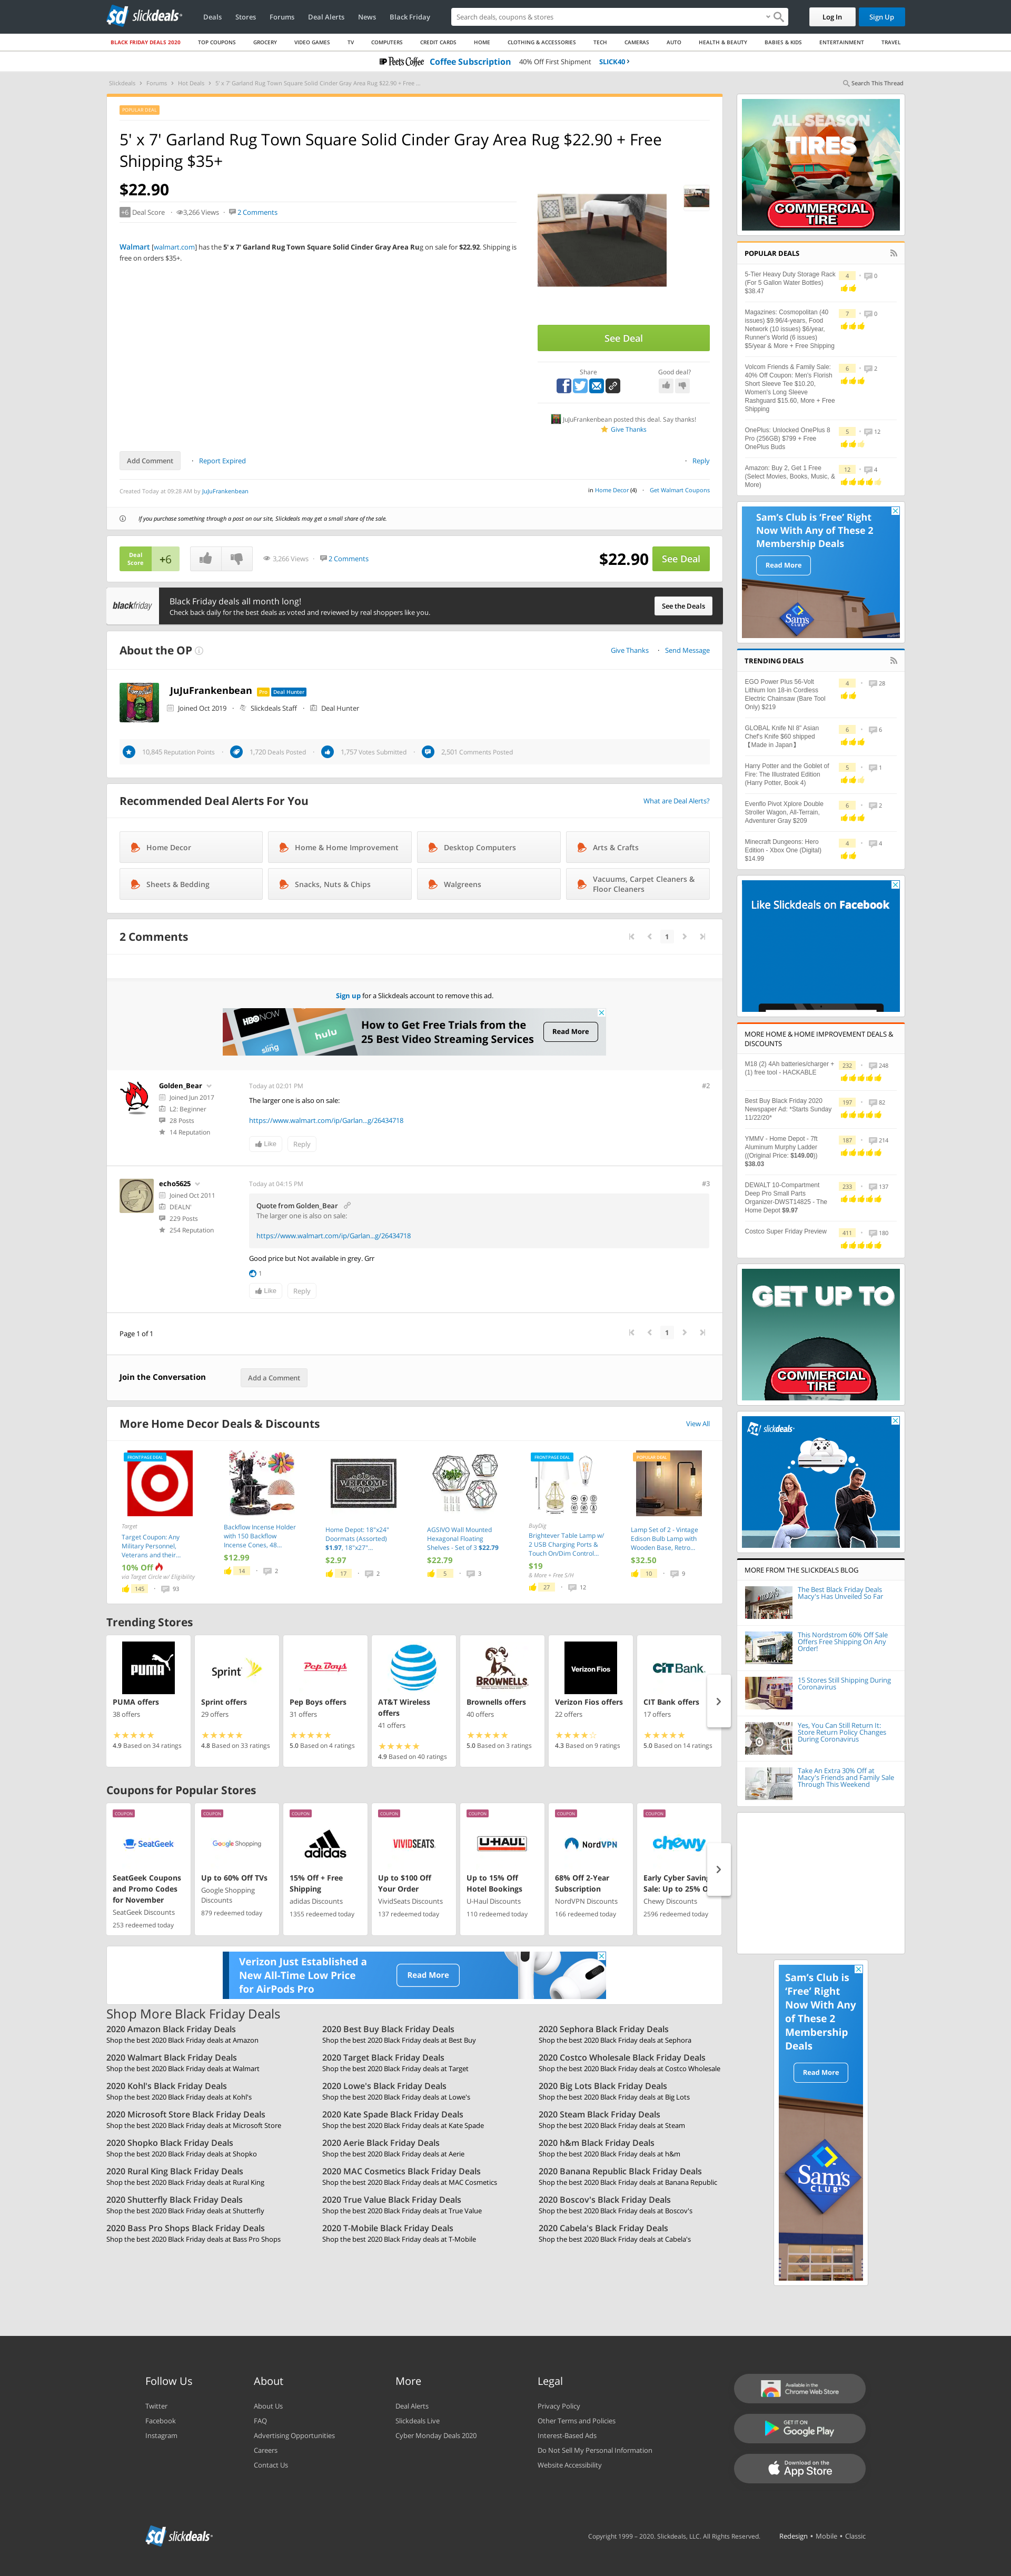 slickdeals
Deals
Stores
Forums
Deal Alerts
News
Black Friday
Search deals, coupons & stores
Log In
Sign Up
BLACK FRIDAY DEALS 2020
TOP COUPONS
GROCERY
VIDEO GAMES
TV
COMPUTERS
CREDIT CARDS
HOME
CLOTHING & ACCESSORIES
TECH
CAMERAS
AUTO
HEALTH & BEAUTY
BABIES & KIDS
ENTERTAINMENT
TRAVEL
Peet's Coffee Coffee Subscription 40% Off First Shipment SLICK40
Slickdeals > Forums > Hot Deals > 5' x 7' Garland Rug Town Square Solid Cinder Gray Area Rug $22.90 + Free ...
Search This Thread
POPULAR DEAL
5' x 7' Garland Rug Town Square Solid Cinder Gray Area Rug $22.90 + Free
Shipping $35+
$22.90
+6 Deal Score
3,266 Views
2 Comments
Walmart [walmart.com] has the 5' x 7' Garland Rug Town Square Solid Cinder Gray Area Rug on sale for $22.92. Shipping is
free on orders $35+.
See Deal
Share
Good deal?
JuJuFrankenbean posted this deal. Say thanks!
Give Thanks
Add Comment
Report Expired
Reply
Created Today at 09:28 AM by JuJuFrankenbean
in Home Decor (4)
Get Walmart Coupons
If you purchase something through a post on our site, Slickdeals may get a small share of the sale.
Deal
Score
+6
3,266 Views
2 Comments
$22.90
See Deal
blackfriday
Black Friday deals all month long!
Check back daily for the best deals as voted and reviewed by real shoppers like you.
See the Deals
About the OP
Give Thanks
Send Message
JuJuFrankenbean Pro Deal Hunter
Joined Oct 2019
Slickdeals Staff
Deal Hunter
10,845 Reputation Points
1,720 Deals Posted
1,757 Votes Submitted
2,501 Comments Posted
Recommended Deal Alerts For You
What are Deal Alerts?
Home Decor
Home & Home Improvement
Desktop Computers
Arts & Crafts
Sheets & Bedding
Snacks, Nuts & Chips
Walgreens
Vacuums, Carpet Cleaners &
Floor Cleaners
2 Comments
1
Sign up for a Slickdeals account to remove this ad.
HBO NOW
sling
hulu
How to Get Free Trials from the
25 Best Video Streaming Services
Read More
Golden_Bear
Joined Jun 2017
L2: Beginner
28 Posts
14 Reputation
Today at 02:01 PM
#2
The larger one is also on sale:
https://www.walmart.com/ip/Garlan...g/26434718
Like
Reply
echo5625
Joined Oct 2011
DEALN'
229 Posts
254 Reputation
Today at 04:15 PM
#3
Quote from Golden_Bear
The larger one is also on sale:
https://www.walmart.com/ip/Garlan...g/26434718
Good price but Not available in grey. Grr
1
Like
Reply
Page 1 of 1
1
Join the Conversation
Add a Comment
More Home Decor Deals & Discounts
View All
FRONTPAGE DEAL
Target
Target Coupon: Any
Military Personnel,
Veterans and their...
10% Off
via Target Circle w/ Eligibility
145
93
Backflow Incense Holder
with 150 Backflow
Incense Cones, 48...
$12.99
14
2
WELCOME
Home Depot: 18"x24"
Doormats (Assorted)
$1.97, 18"x27"...
$2.97
17
2
AGSIVO Wall Mounted
Hexagonal Floating
Shelves - Set of 3 $22.79
$22.79
5
3
FRONTPAGE DEAL
BuyDig
Brightever Table Lamp w/
2 USB Charging Ports &
Touch On/Dim Control...
$19
& More + Free S/H
27
12
POPULAR DEAL
Lamp Set of 2 - Vintage
Edison Bulb Lamp with
Wooden Base, Retro...
$32.50
10
9
Trending Stores
PUMA
PUMA offers
38 offers
4.9 Based on 34 ratings
Sprint
Sprint offers
29 offers
4.8 Based on 33 ratings
Pep Boys
Pep Boys offers
31 offers
5.0 Based on 4 ratings
AT&T Wireless
offers
41 offers
4.9 Based on 40 ratings
BROWNELLS
Brownells offers
40 offers
5.0 Based on 3 ratings
Verizon Fios
Verizon Fios offers
22 offers
4.3 Based on 9 ratings
CIT BANK
CIT Bank offers
17 offers
5.0 Based on 14 ratings
Coupons for Popular Stores
COUPON
SeatGeek
SeatGeek Coupons
and Promo Codes
for November
SeatGeek Discounts
253 redeemed today
COUPON
Google Shopping
Up to 60% Off TVs
Google Shopping
Discounts
879 redeemed today
COUPON
adidas
15% Off + Free
Shipping
adidas Discounts
1355 redeemed today
COUPON
VIVIDSEATS
Up to $100 Off
Your Order
VividSeats Discounts
137 redeemed today
COUPON
U-HAUL
Up to 15% Off
Hotel Bookings
U-Haul Discounts
110 redeemed today
COUPON
NordVPN
68% Off 2-Year
Subscription
NordVPN Discounts
166 redeemed today
COUPON
chewy
Early Cyber Saving
Sale: Up to 25% O
Chewy Discounts
2596 redeemed today
Verizon Just Established a
New All-Time Low Price
for AirPods Pro
Read More
Shop More Black Friday Deals
2020 Amazon Black Friday Deals
Shop the best 2020 Black Friday deals at Amazon
2020 Best Buy Black Friday Deals
Shop the best 2020 Black Friday deals at Best Buy
2020 Sephora Black Friday Deals
Shop the best 2020 Black Friday deals at Sephora
2020 Walmart Black Friday Deals
Shop the best 2020 Black Friday deals at Walmart
2020 Target Black Friday Deals
Shop the best 2020 Black Friday deals at Target
2020 Costco Wholesale Black Friday Deals
Shop the best 2020 Black Friday deals at Costco Wholesale
2020 Kohl's Black Friday Deals
Shop the best 2020 Black Friday deals at Kohl's
2020 Lowe's Black Friday Deals
Shop the best 2020 Black Friday deals at Lowe's
2020 Big Lots Black Friday Deals
Shop the best 2020 Black Friday deals at Big Lots
2020 Microsoft Store Black Friday Deals
Shop the best 2020 Black Friday deals at Microsoft Store
2020 Kate Spade Black Friday Deals
Shop the best 2020 Black Friday deals at Kate Spade
2020 Steam Black Friday Deals
Shop the best 2020 Black Friday deals at Steam
2020 Shopko Black Friday Deals
Shop the best 2020 Black Friday deals at Shopko
2020 Aerie Black Friday Deals
Shop the best 2020 Black Friday deals at Aerie
2020 h&m Black Friday Deals
Shop the best 2020 Black Friday deals at h&m
2020 Rural King Black Friday Deals
Shop the best 2020 Black Friday deals at Rural King
2020 MAC Cosmetics Black Friday Deals
Shop the best 2020 Black Friday deals at MAC Cosmetics
2020 Banana Republic Black Friday Deals
Shop the best 2020 Black Friday deals at Banana Republic
2020 Shutterfly Black Friday Deals
Shop the best 2020 Black Friday deals at Shutterfly
2020 True Value Black Friday Deals
Shop the best 2020 Black Friday deals at True Value
2020 Boscov's Black Friday Deals
Shop the best 2020 Black Friday deals at Boscov's
2020 Bass Pro Shops Black Friday Deals
Shop the best 2020 Black Friday deals at Bass Pro Shops
2020 T-Mobile Black Friday Deals
Shop the best 2020 Black Friday deals at T-Mobile
2020 Cabela's Black Friday Deals
Shop the best 2020 Black Friday deals at Cabela's
ALL SEASON
TIRES
COMMERCIAL
TIRE
POPULAR DEALS
5-Tier Heavy Duty Storage Rack
(For 5 Gallon Water Bottles)
$38.47
4
0
Magazines: Cosmopolitan (40
issues) $9.96/4-years, Food
Network (10 issues) $6/year,
Runner's World (6 issues)
$5/year & More + Free Shipping
7
0
Volcom Friends & Family Sale:
40% Off Coupon: Men's Florish
Short Sleeve Tee $10.20,
Women's Long Sleeve
Rashguard $15.60, More + Free
Shipping
6
2
OnePlus: Unlocked OnePlus 8
Pro (256GB) $799 + Free
OnePlus Buds
5
12
Amazon: Buy 2, Get 1 Free
(Select Movies, Books, Music, &
More)
12
4
Sam's Club is 'Free' Right
Now With Any of These 2
Membership Deals
Read More
Sam's
CLUB
TRENDING DEALS
EGO Power Plus 56-Volt
Lithium Ion 18-in Cordless
Electric Chainsaw (Bare Tool
Only) $219
4
28
GLOBAL Knife NI 8" Asian
Chef's Knife $60 shipped
【Made in Japan】
6
6
Harry Potter and the Goblet of
Fire: The Illustrated Edition
(Harry Potter, Book 4)
5
1
Evenflo Pivot Xplore Double
Stroller Wagon, All-Terrain,
Adventurer Gray $209
6
2
Minecraft Dungeons: Hero
Edition - Xbox One (Digital)
$14.99
4
4
Like Slickdeals on Facebook
MORE HOME & HOME IMPROVEMENT DEALS &
DISCOUNTS
M18 (2) 4Ah batteries/charger +
(1) free tool - HACKABLE
232
248
Best Buy Black Friday 2020
Newspaper Ad: *Starts Sunday
11/22/20*
197
82
YMMV - Home Depot - 7ft
Aluminum Murphy Ladder
((Original Price: $149.00))
$38.03
187
214
DEWALT 10-Compartment
Deep Pro Small Parts
Organizer-DWST14825 - The
Home Depot $9.97
233
137
Costco Super Friday Preview
411
180
GET UP TO
COMMERCIAL
TIRE
slickdeals
MORE FROM THE SLICKDEALS BLOG
The Best Black Friday Deals
Macy's Has Unveiled So Far
This Nordstrom 60% Off Sale
Offers Free Shipping On Any
Order!
15 Stores Still Shipping During
Coronavirus
Yes, You Can Still Return It:
Store Return Policy Changes
During Coronavirus
Take An Extra 30% Off at
Macy's Friends and Family Sale
Through This Weekend
Sam's Club is
'Free' Right
Now With Any
of These 2
Membership
Deals
Read More
Sam's
CLUB
Follow Us
Twitter
Facebook
Instagram
About
About Us
FAQ
Advertising Opportunities
Careers
Contact Us
More
Deal Alerts
Slickdeals Live
Cyber Monday Deals 2020
Legal
Privacy Policy
Other Terms and Policies
Interest-Based Ads
Do Not Sell My Personal Information
Website Accessibility
Available in the
Chrome Web Store
GET IT ON
Google Play
Download on the
App Store
slickdeals
Copyright 1999 – 2020. Slickdeals, LLC. All Rights Reserved.
Redesign • Mobile • Classic